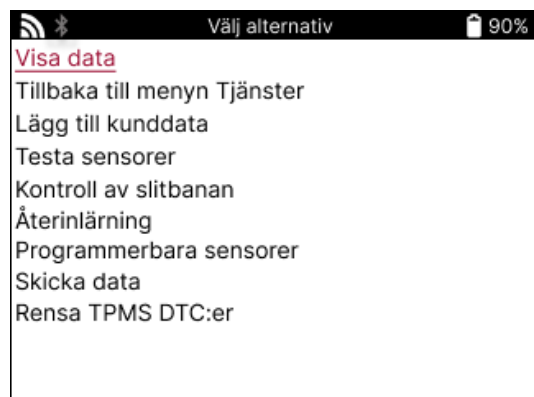 Välj alternativ 90%
Visa data
Tillbaka till menyn Tjänster
Lägg till kunddata
Testa sensorer
Kontroll av slitbanan
Återinlärning
Programmerbara sensorer
Skicka data
Rensa TPMS DTC:er